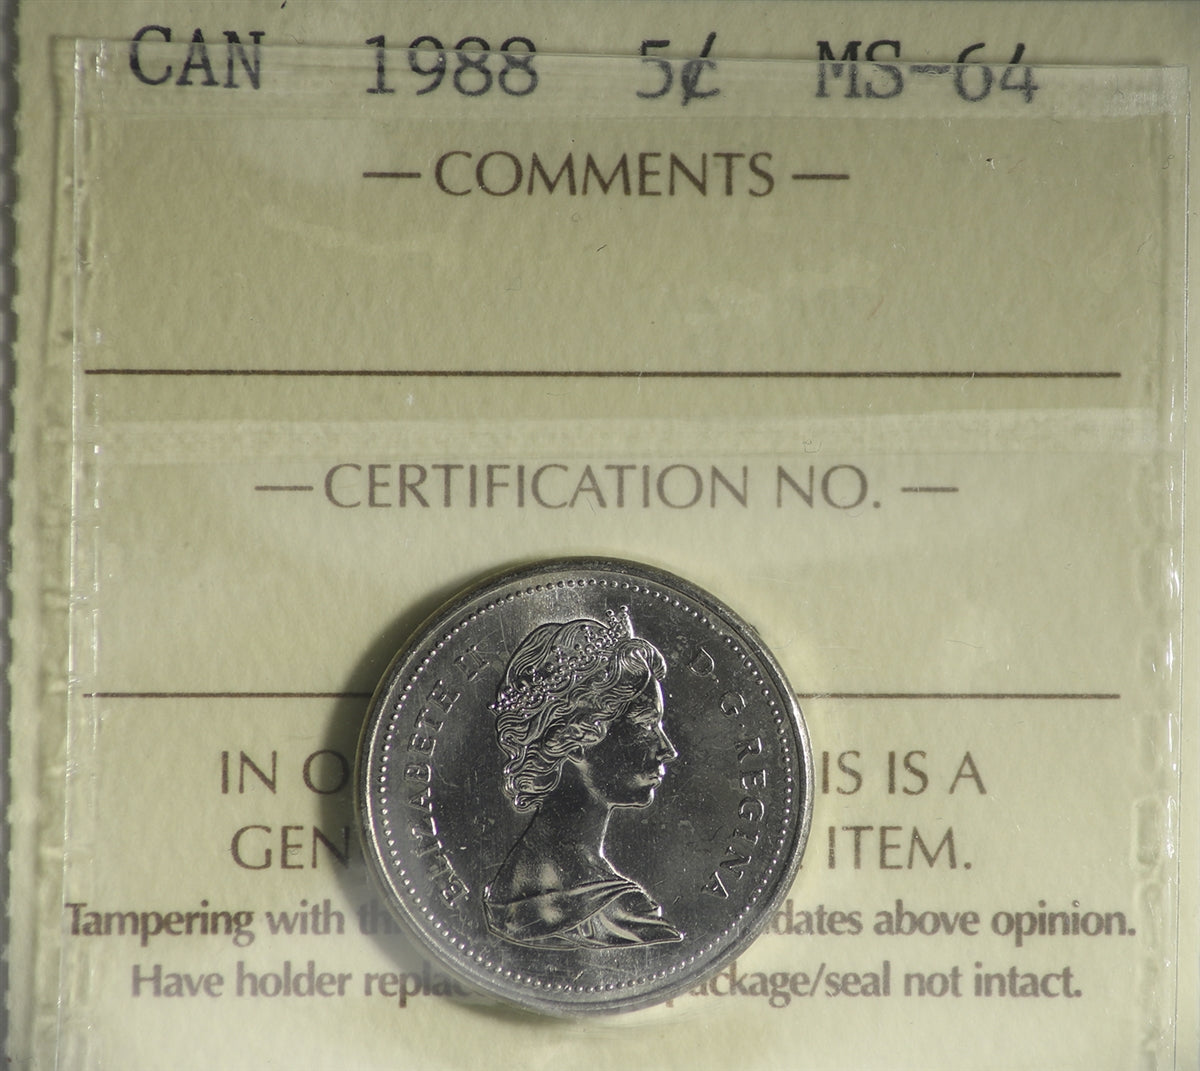 CAN 1988 5¢ MS-64
— COMMENTS —
— CERTIFICATION NO. —
ELIZABETH II D·G·REGINA
IN O IS IS A
GEN ITEM.
Tampering with th dates above opinion.
Have holder repla package/seal not intact.